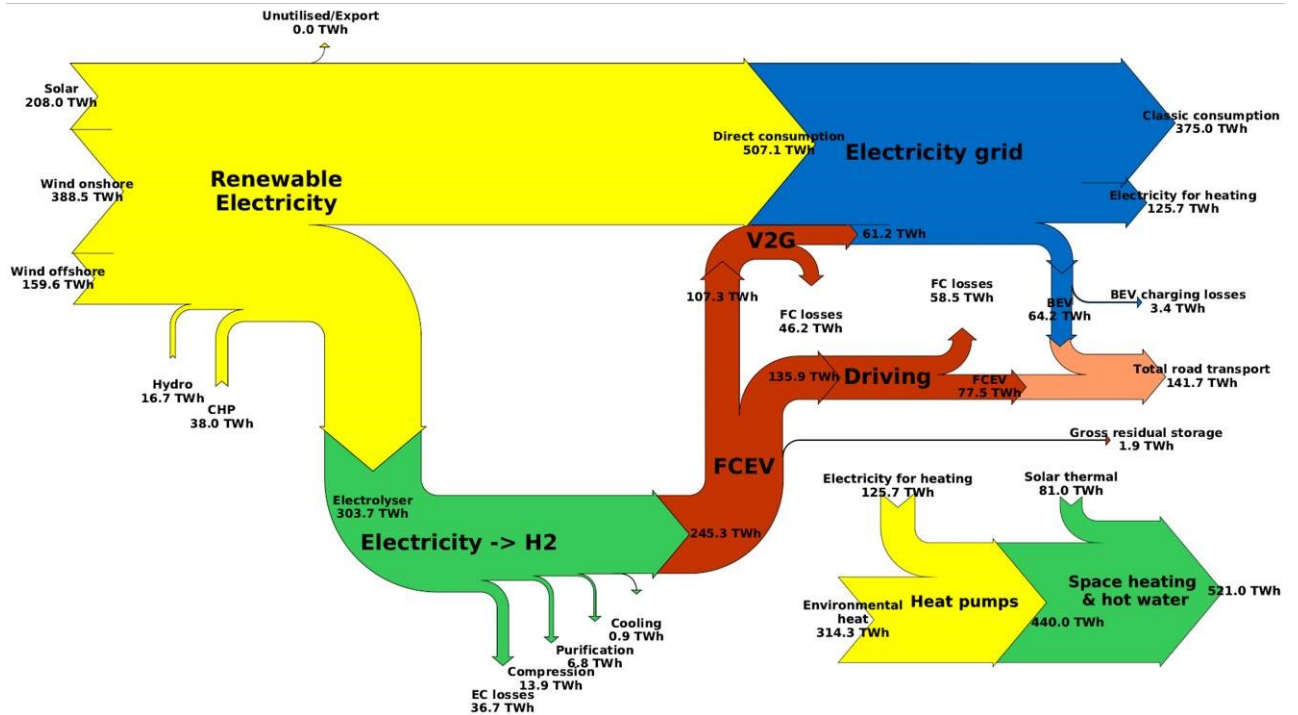 Unutilised/Export
0.0 TWh
Solar
208.0 TWh
Wind onshore
388.5 TWh
Wind offshore
159.6 TWh
Renewable
Electricity
Hydro
16.7 TWh
CHP
38.0 TWh
Direct consumption
507.1 TWh
Electricity grid
Classic consumption
375.0 TWh
Electricity for heating
125.7 TWh
V2G
61.2 TWh
107.3 TWh
FC losses
46.2 TWh
FC losses
58.5 TWh
BEV
64.2 TWh
BEV charging losses
3.4 TWh
135.9 TWh
Driving
FCEV
77.5 TWh
Total road transport
141.7 TWh
Gross residual storage
1.9 TWh
FCEV
245.3 TWh
Electrolyser
303.7 TWh
Electricity -> H2
Cooling
0.9 TWh
Purification
6.8 TWh
Compression
13.9 TWh
EC losses
36.7 TWh
Electricity for heating
125.7 TWh
Solar thermal
81.0 TWh
Environmental
heat
314.3 TWh
Heat pumps
440.0 TWh
Space heating
& hot water
521.0 TWh